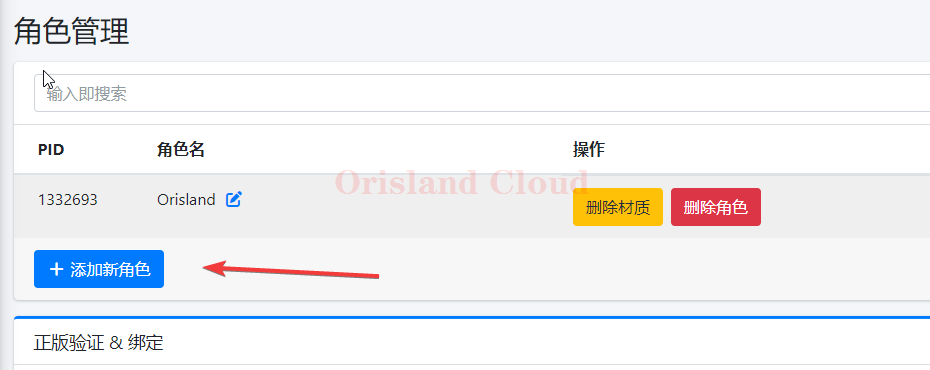 角色管理
输入即搜索
PID 角色名 操作
Orisland Cloud
1332693 Orisland 删除材质 删除角色
+ 添加新角色
正版验证 & 绑定